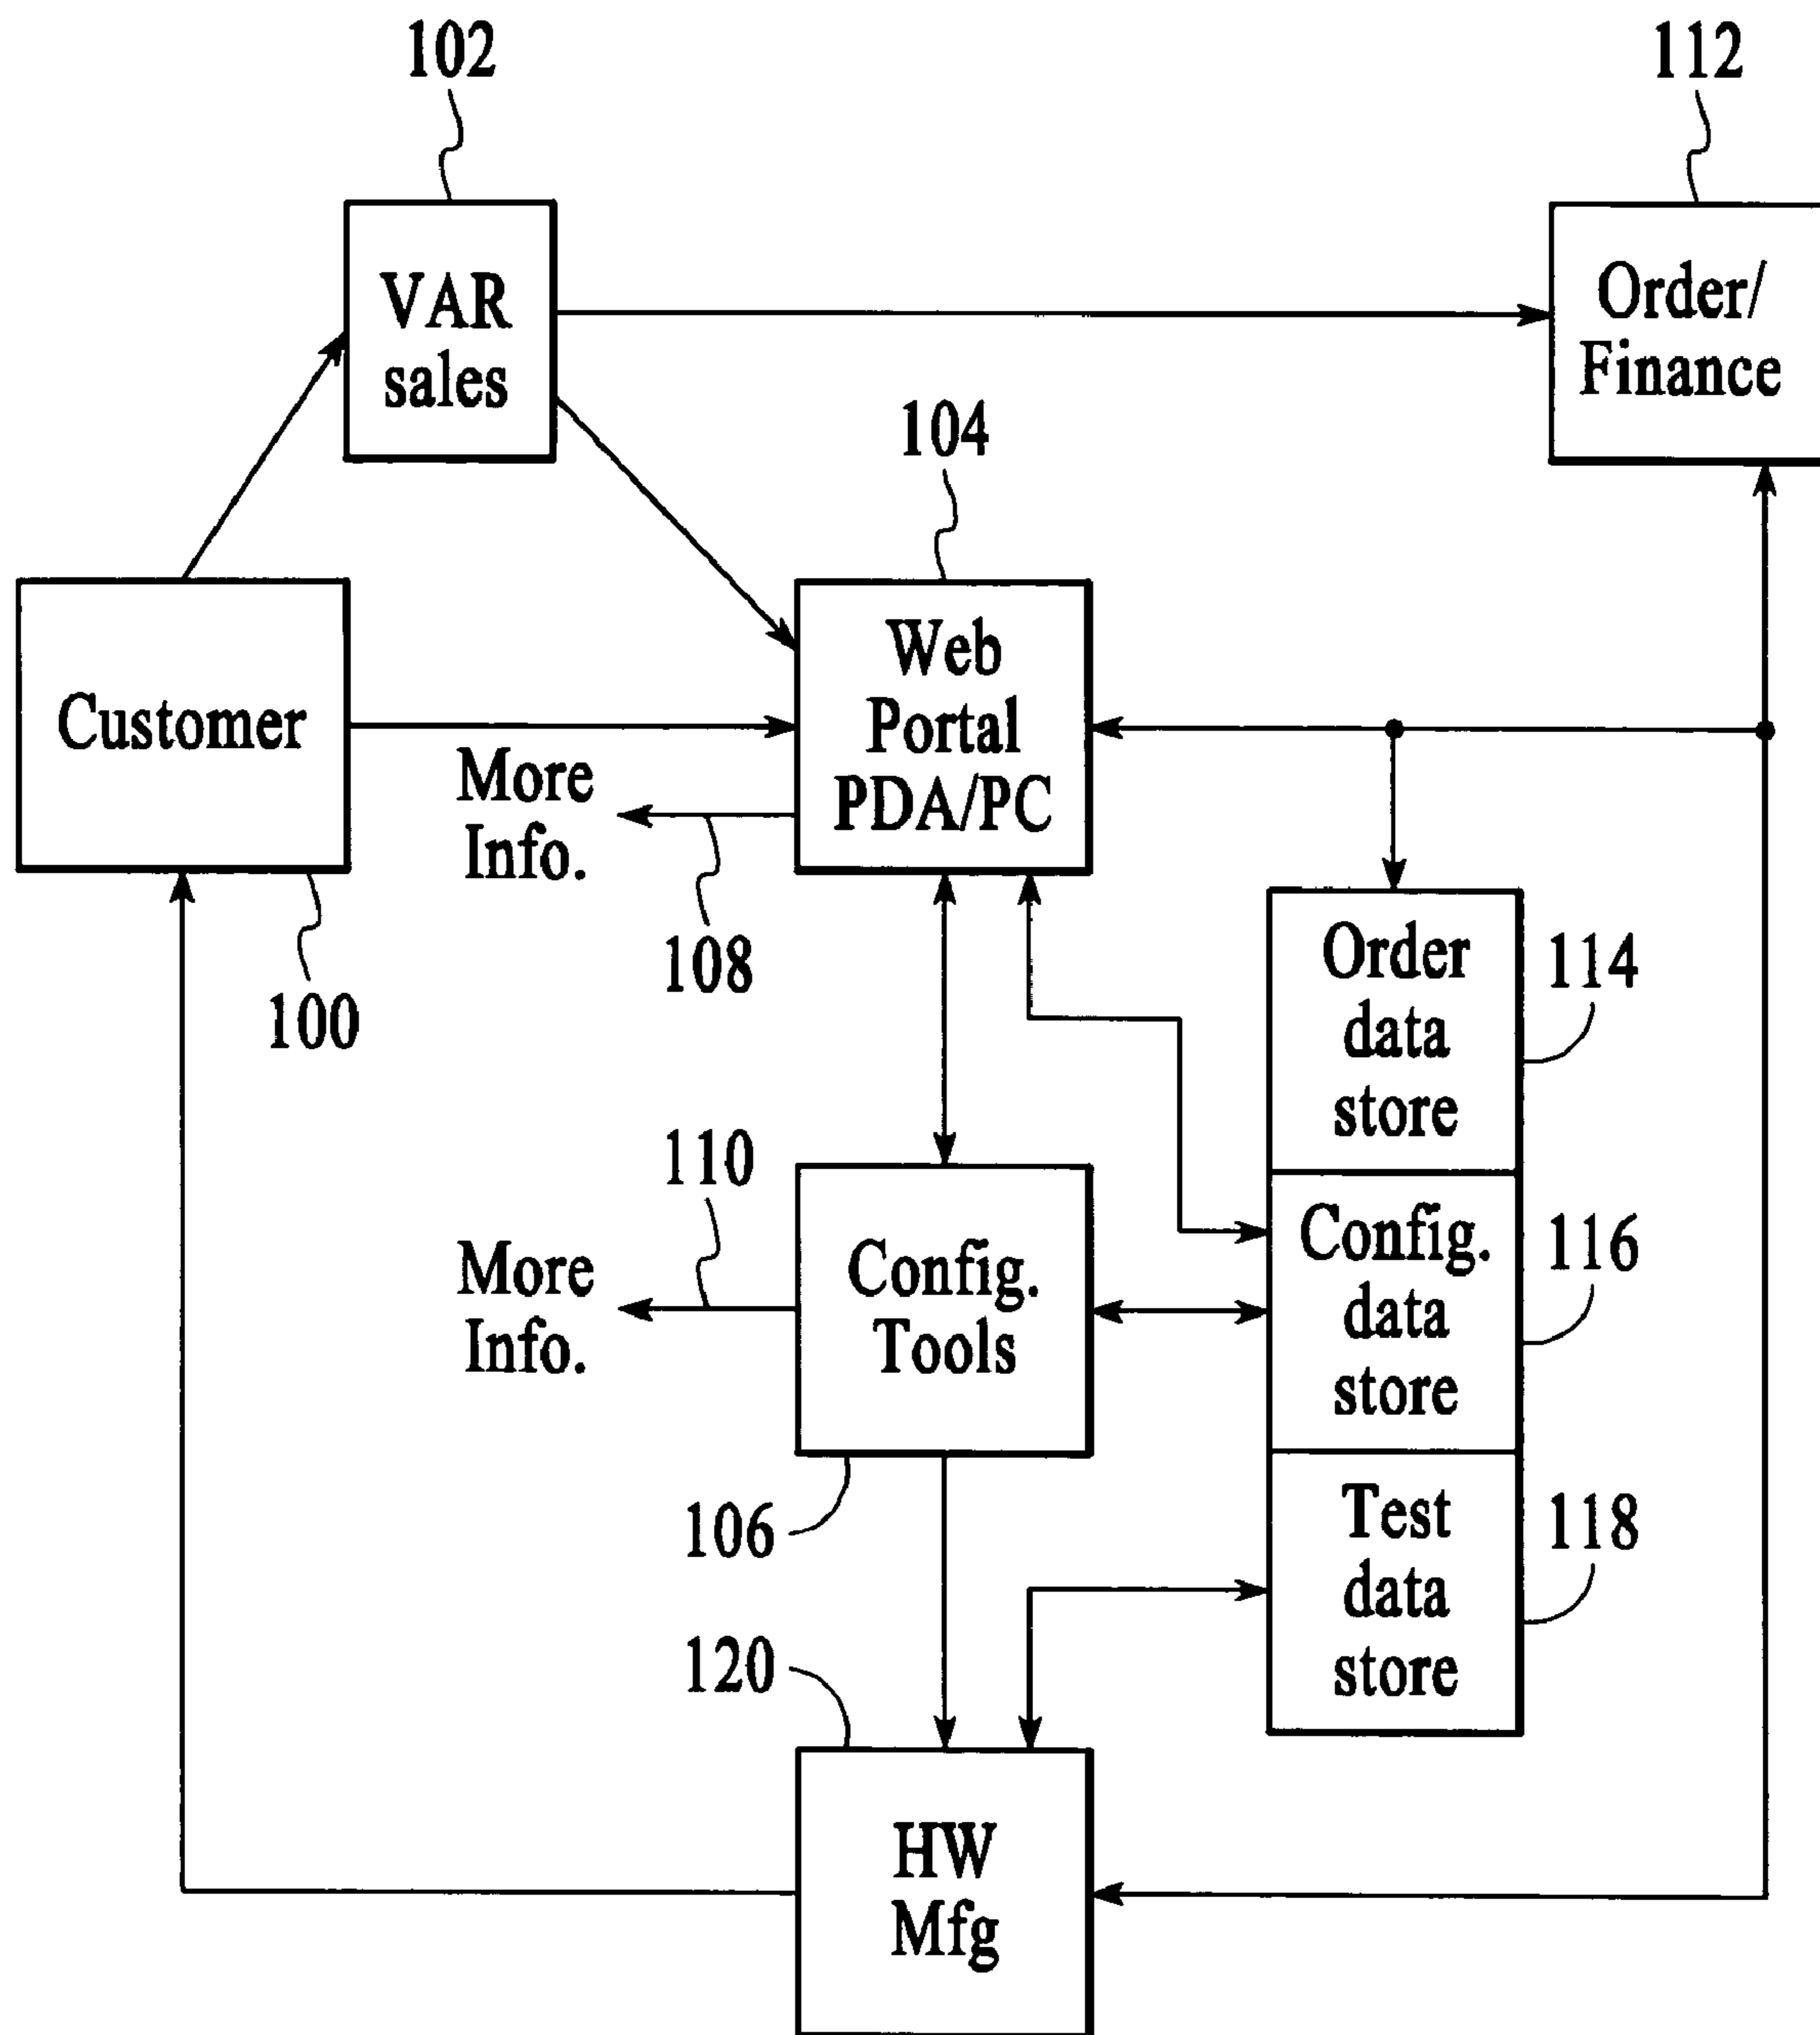 102
112
VAR
sales
Order/
Finance
104
Customer
Web
Portal
PDA/PC
More
Info.
108
100
Order
data
store
114
110
More
Info.
Config.
Tools
Config.
data
store
116
106
Test
data
store
118
120
HW
Mfg